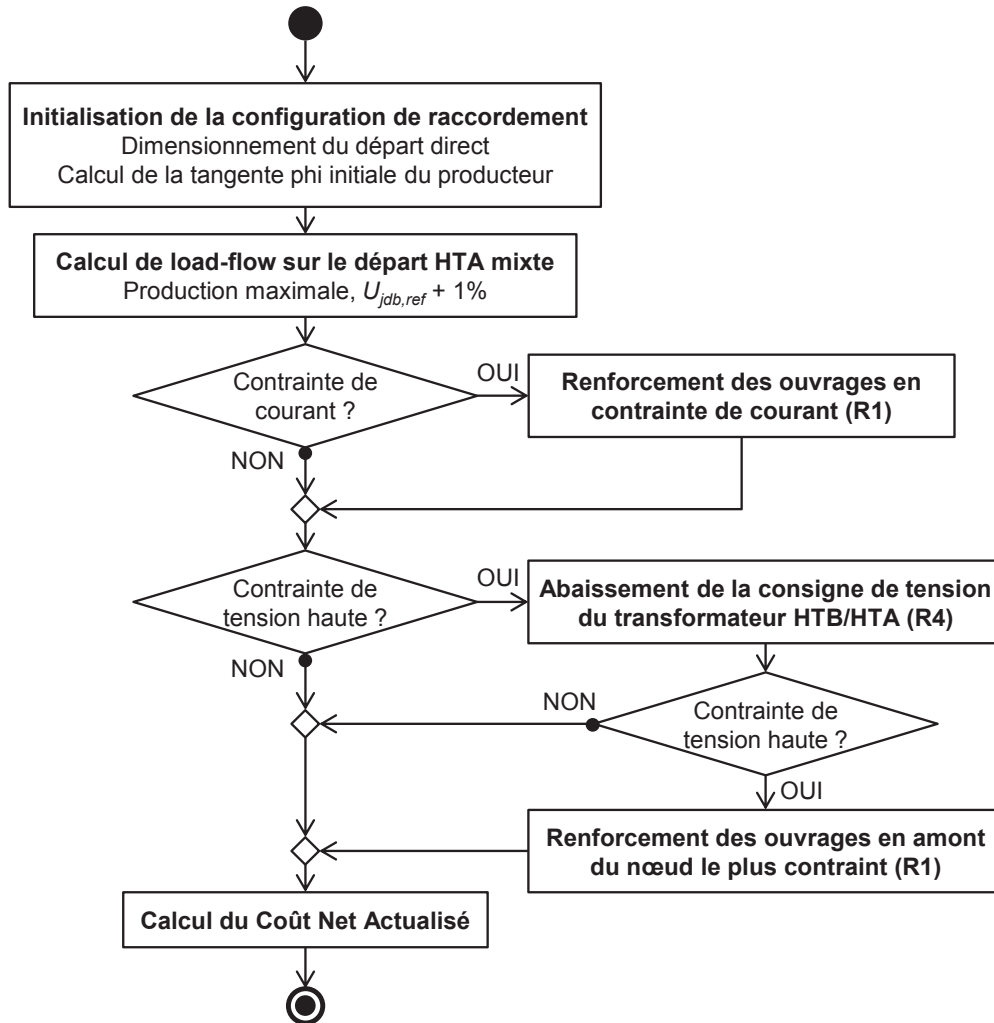 Initialisation de la configuration de raccordement
Dimensionnement du départ direct
Calcul de la tangente phi initiale du producteur
Calcul de load-flow sur le départ HTA mixte
Production maximale, Ujdb,ref + 1%
Contrainte de
courant ?
OUI
Renforcement des ouvrages en
contrainte de courant (R1)
NON
Contrainte de
tension haute ?
OUI
Abaissement de la consigne de tension
du transformateur HTB/HTA (R4)
NON
NON
Contrainte de
tension haute ?
OUI
Renforcement des ouvrages en amont
du nœud le plus contraint (R1)
Calcul du Coût Net Actualisé